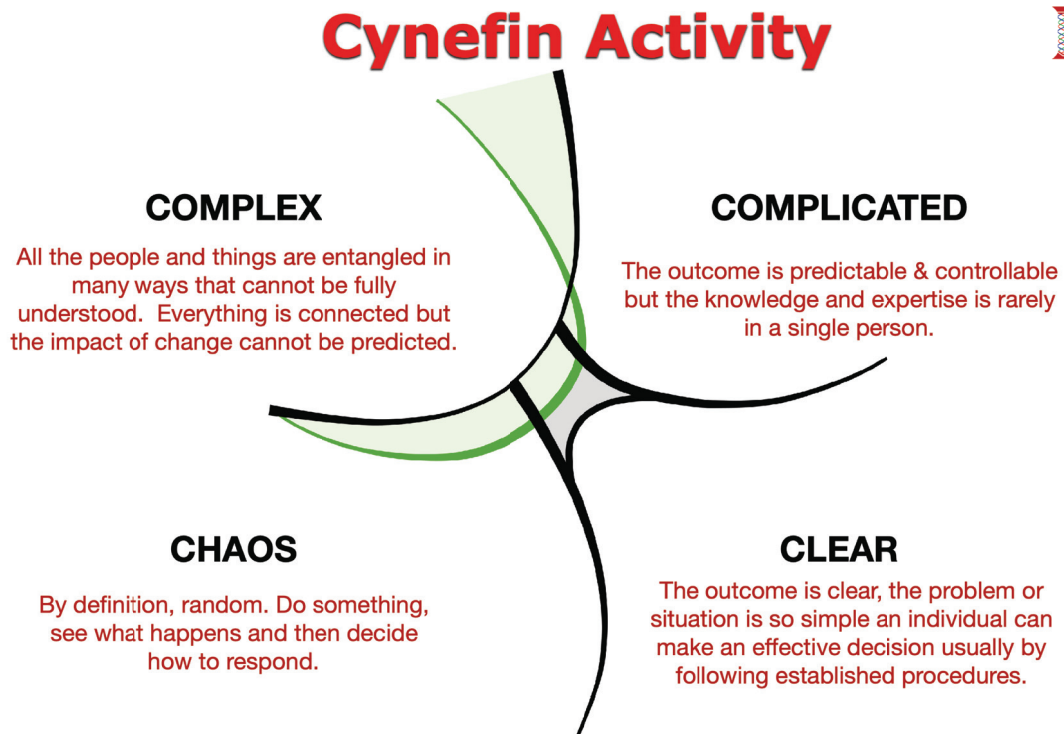 Cynefin Activity
COMPLEX
All the people and things are entangled in
many ways that cannot be fully
understood.  Everything is connected but
the impact of change cannot be predicted.
COMPLICATED
The outcome is predictable & controllable
but the knowledge and expertise is rarely
in a single person.
CHAOS
By definition, random. Do something,
see what happens and then decide
how to respond.
CLEAR
The outcome is clear, the problem or
situation is so simple an individual can
make an effective decision usually by
following established procedures.